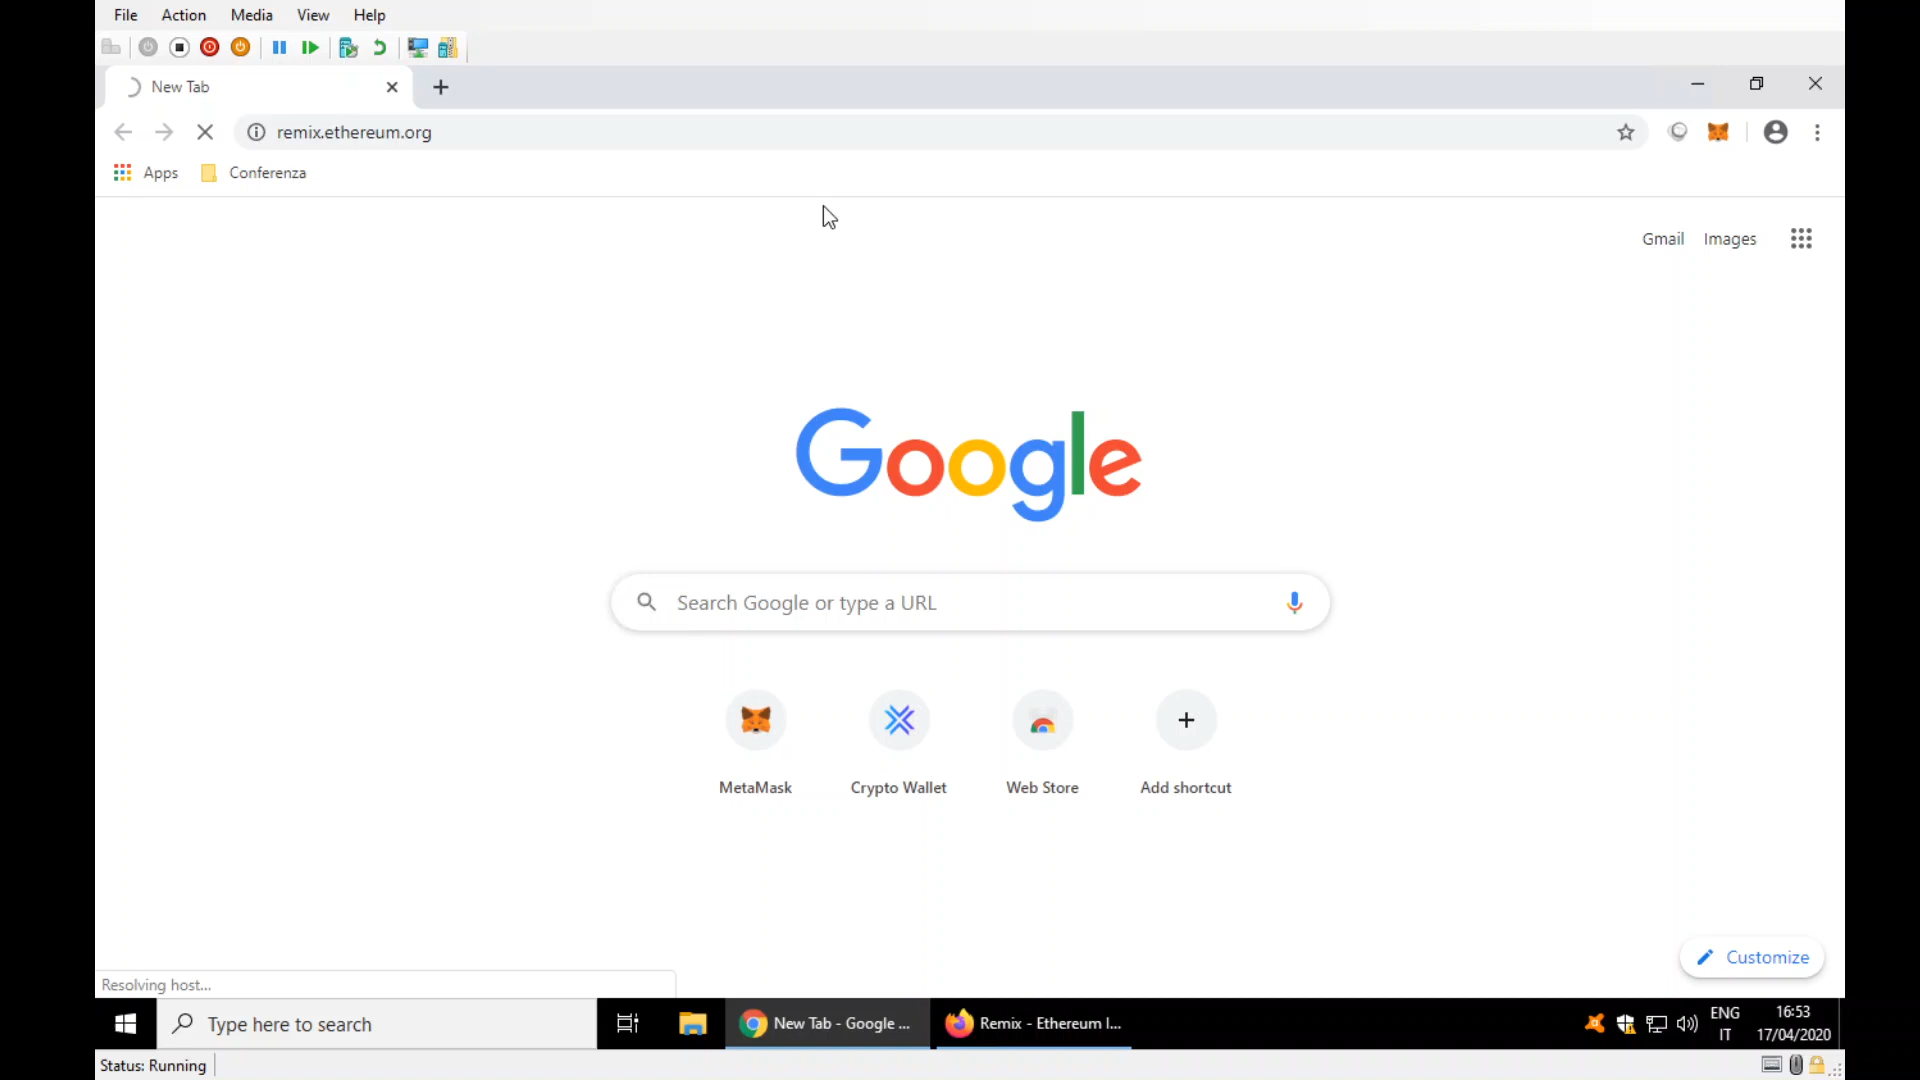 File Action Media View Help
New Tab
remix.ethereum.org
Apps Conferenza
Gmail Images
Google
Search Google or type a URL
MetaMask Crypto Wallet Web Store Add shortcut
Customize
Resolving host...
Type here to search New Tab - Google ... Remix - Ethereum I... ENG 16:53
IT 17/04/2020
Status: Running